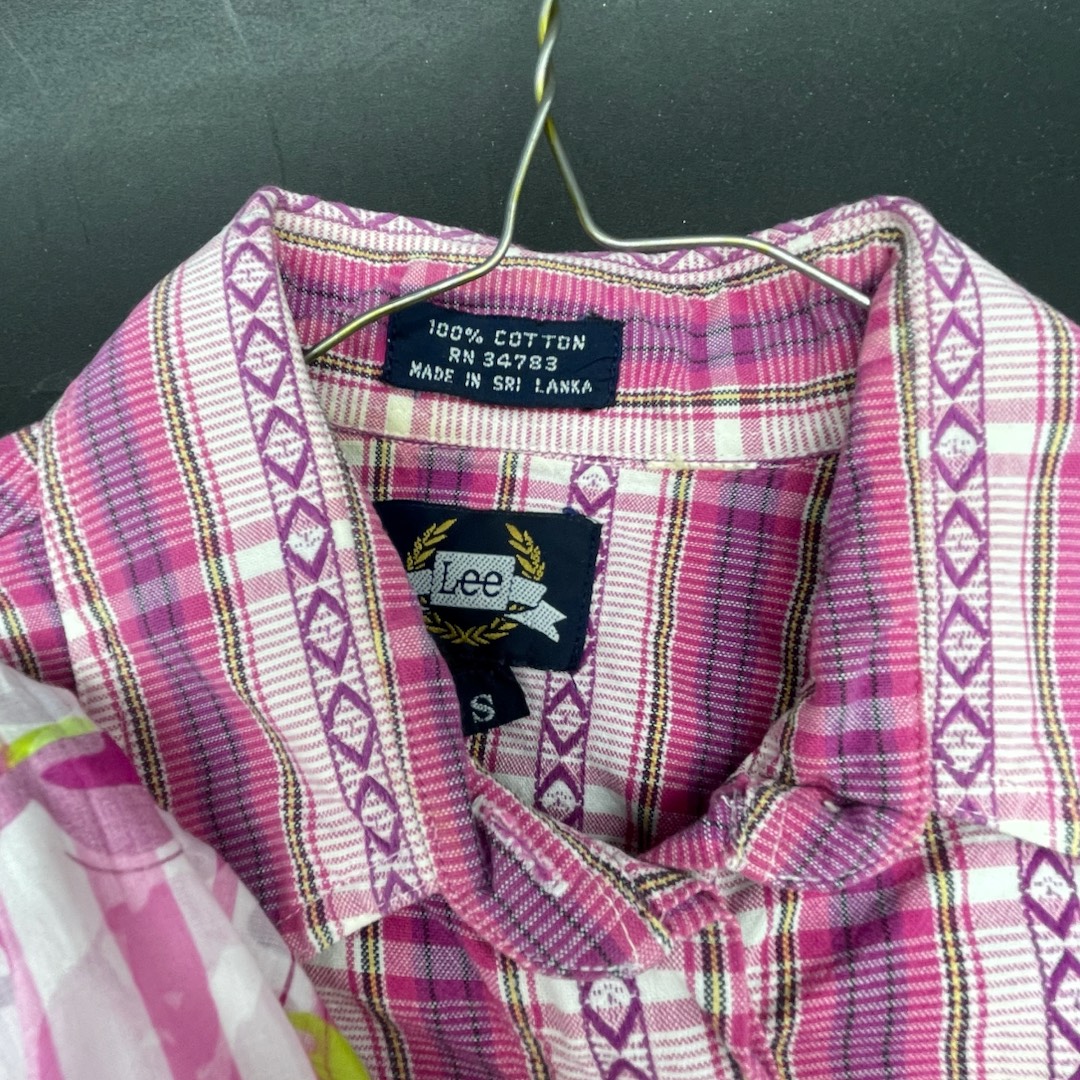 100% COTTON
RN 34783
MADE IN SRI LANKA
Lee
S